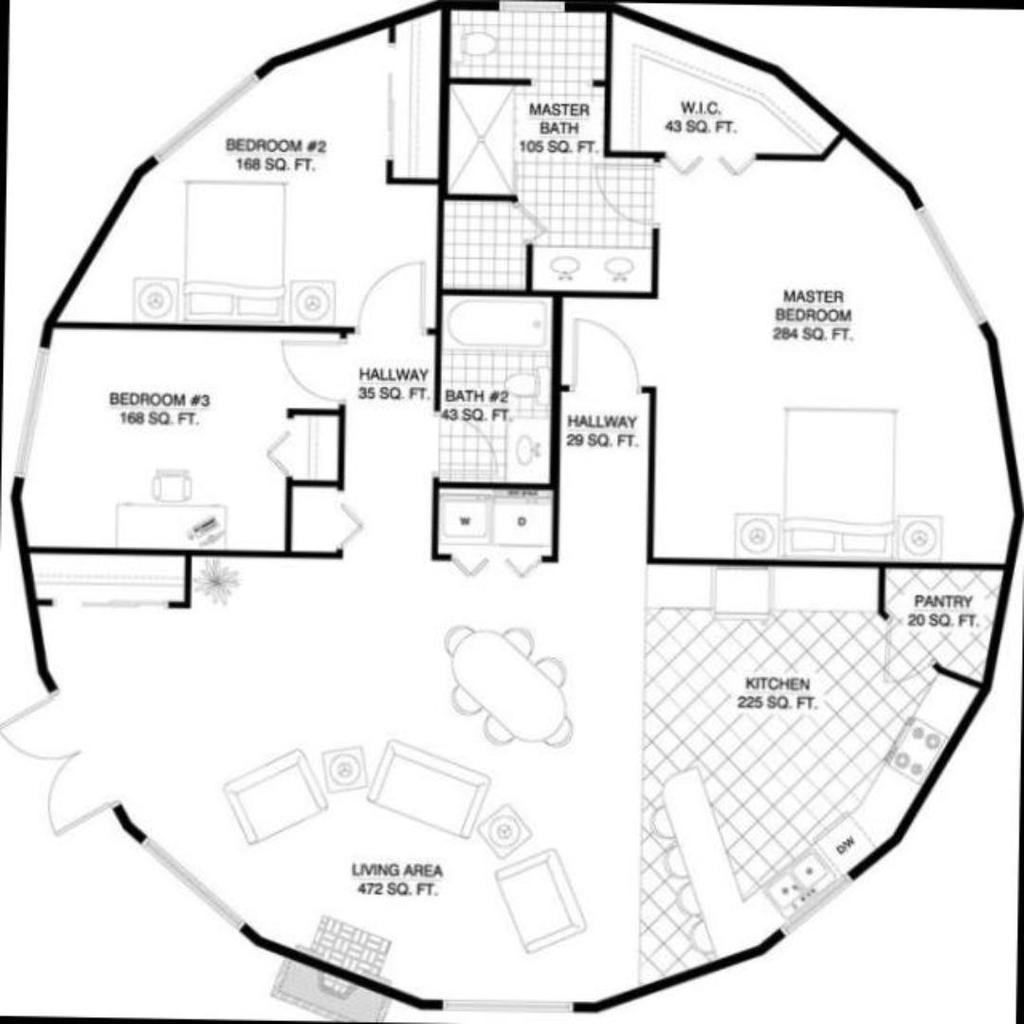 BEDROOM #2
168 SQ. FT.
MASTER
BATH
105 SQ. FT.
W.I.C.
43 SQ. FT.
MASTER
BEDROOM
284 SQ. FT.
BEDROOM #3
168 SQ. FT.
HALLWAY
35 SQ. FT.
BATH #2
43 SQ. FT.
HALLWAY
29 SQ. FT.
W
D
PANTRY
20 SQ. FT.
KITCHEN
225 SQ. FT.
D/W
LIVING AREA
472 SQ. FT.